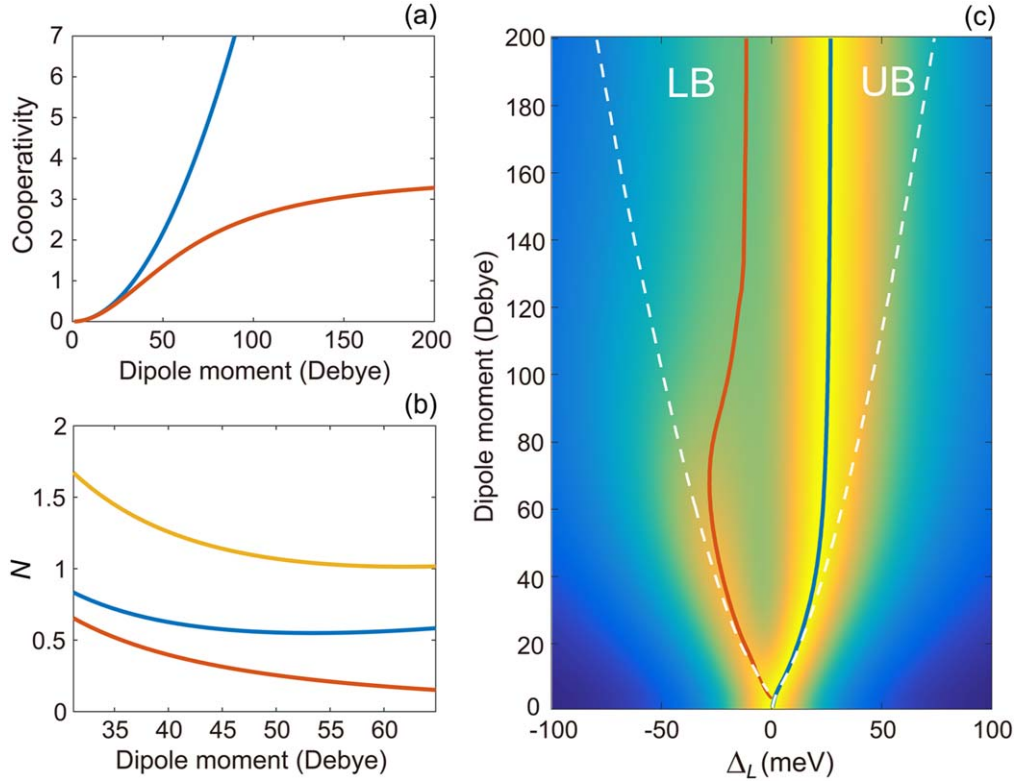 (a)
7
6
5
4
3
2
1
0
Cooperativity
0 50 100 150 200
Dipole moment (Debye)
(b)
2
1.5
1
0.5
0
N
35 40 45 50 55 60
Dipole moment (Debye)
(c)
200
180
160
140
120
100
80
60
40
20
0
Dipole moment (Debye)
LB UB
-100 -50 0 50 100
Δ_L (meV)